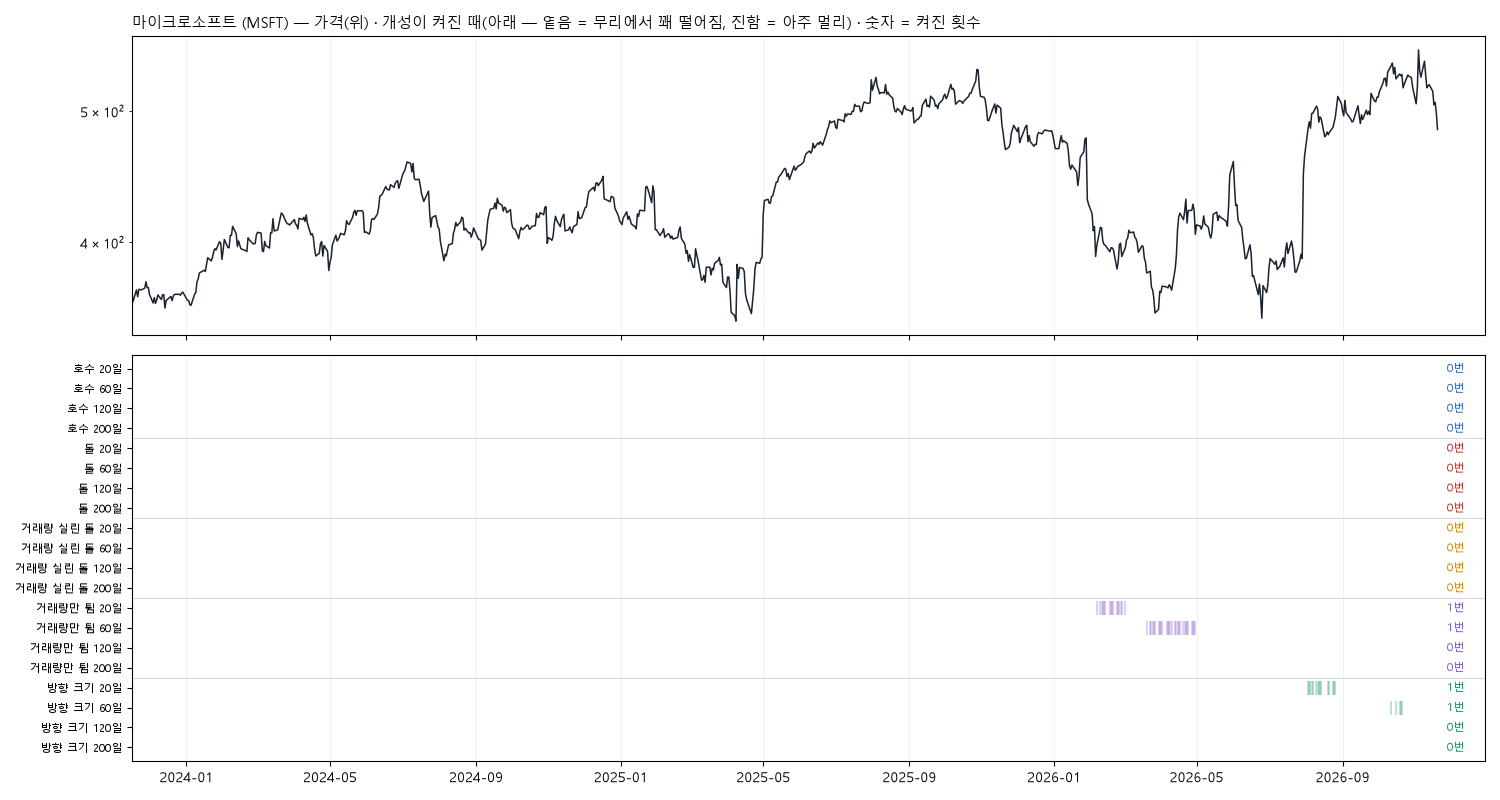 마이크로소프트 (MSFT) — 가격(위) · 개성이 켜진 때(아래 — 옅음 = 무리에서 꽤 떨어짐, 진함 = 아주 멀리) · 숫자 = 켜진 횟수
5 × 10²
4 × 10²
호수 20일 0번
호수 60일 0번
호수 120일 0번
호수 200일 0번
돌 20일 0번
돌 60일 0번
돌 120일 0번
돌 200일 0번
거래량 실린 돌 20일 0번
거래량 실린 돌 60일 0번
거래량 실린 돌 120일 0번
거래량 실린 돌 200일 0번
거래량만 튐 20일 1번
거래량만 튐 60일 1번
거래량만 튐 120일 0번
거래량만 튐 200일 0번
방향 크기 20일 1번
방향 크기 60일 1번
방향 크기 120일 0번
방향 크기 200일 0번
2024-01 2024-05 2024-09 2025-01 2025-05 2025-09 2026-01 2026-05 2026-09